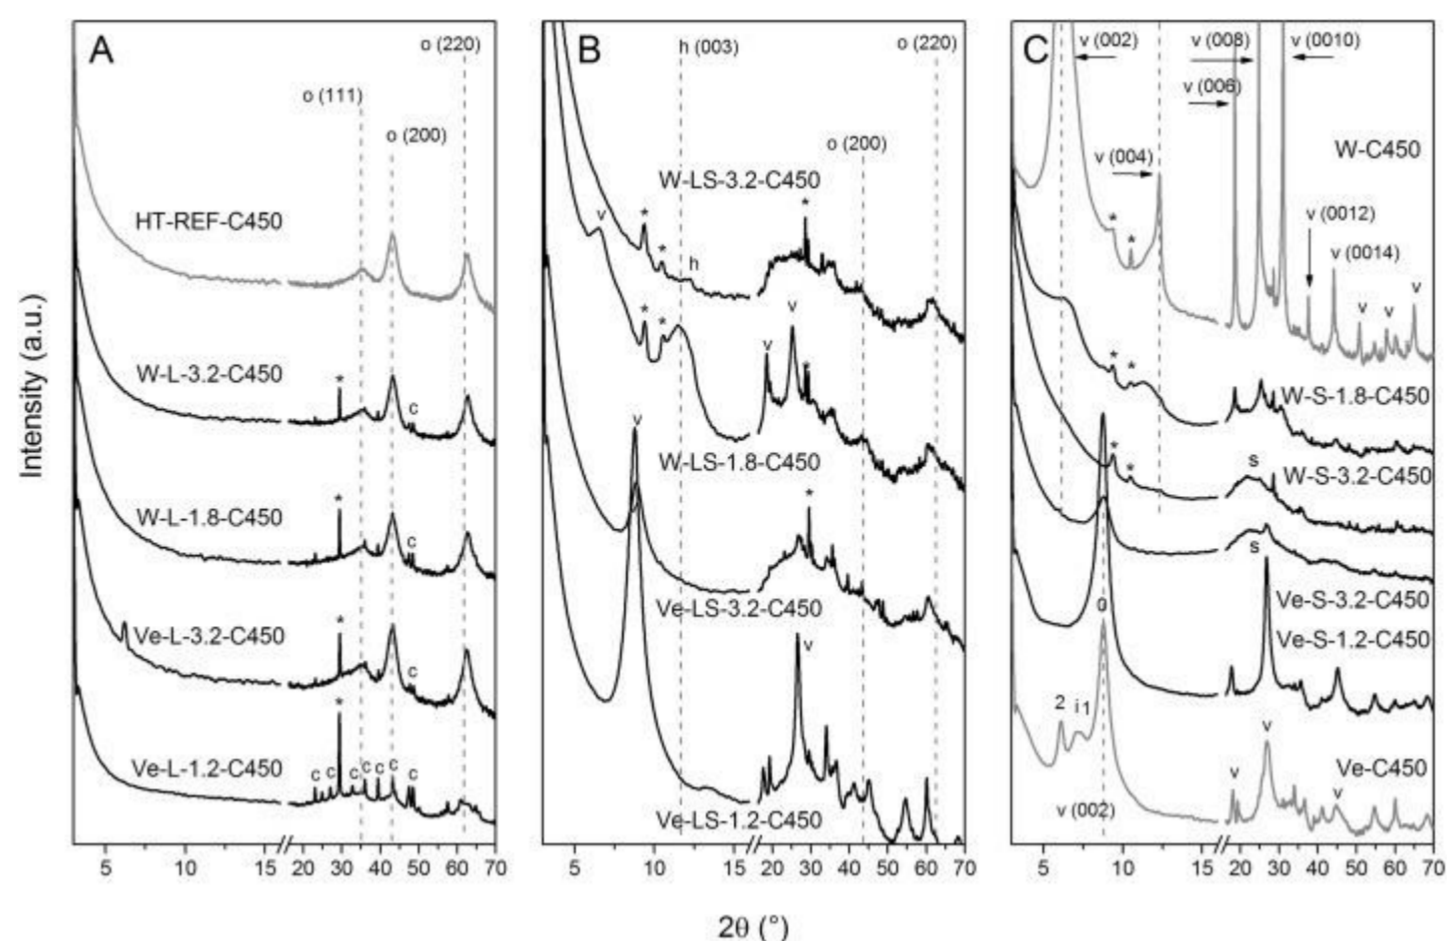 Intensity (a.u.)
A
o (220)
o (111)
o (200)
HT-REF-C450
W-L-3.2-C450
*
c
W-L-1.8-C450
*
c
Ve-L-3.2-C450
*
c
Ve-L-1.2-C450
*
c c c c c c c
5 10 15 20 30 40 50 60 70
B
h (003)
o (220)
o (200)
W-LS-3.2-C450
*
v
*
*
h
v
*
*
v
*
W-LS-1.8-C450
v
*
Ve-LS-3.2-C450
v
Ve-LS-1.2-C450
5 10 15 20 30 40 50 60 70
C
v (002)
v (008)
v (0010)
v (006)
W-C450
v (004)
v (0012)
*
*
v (0014)
v
v
v
*
*
W-S-1.8-C450
*
*
s
W-S-3.2-C450
s
Ve-S-3.2-C450
0
Ve-S-1.2-C450
2 i1
v
v
v
Ve-C450
v (002)
5 10 15 20 30 40 50 60 70
2θ (°)